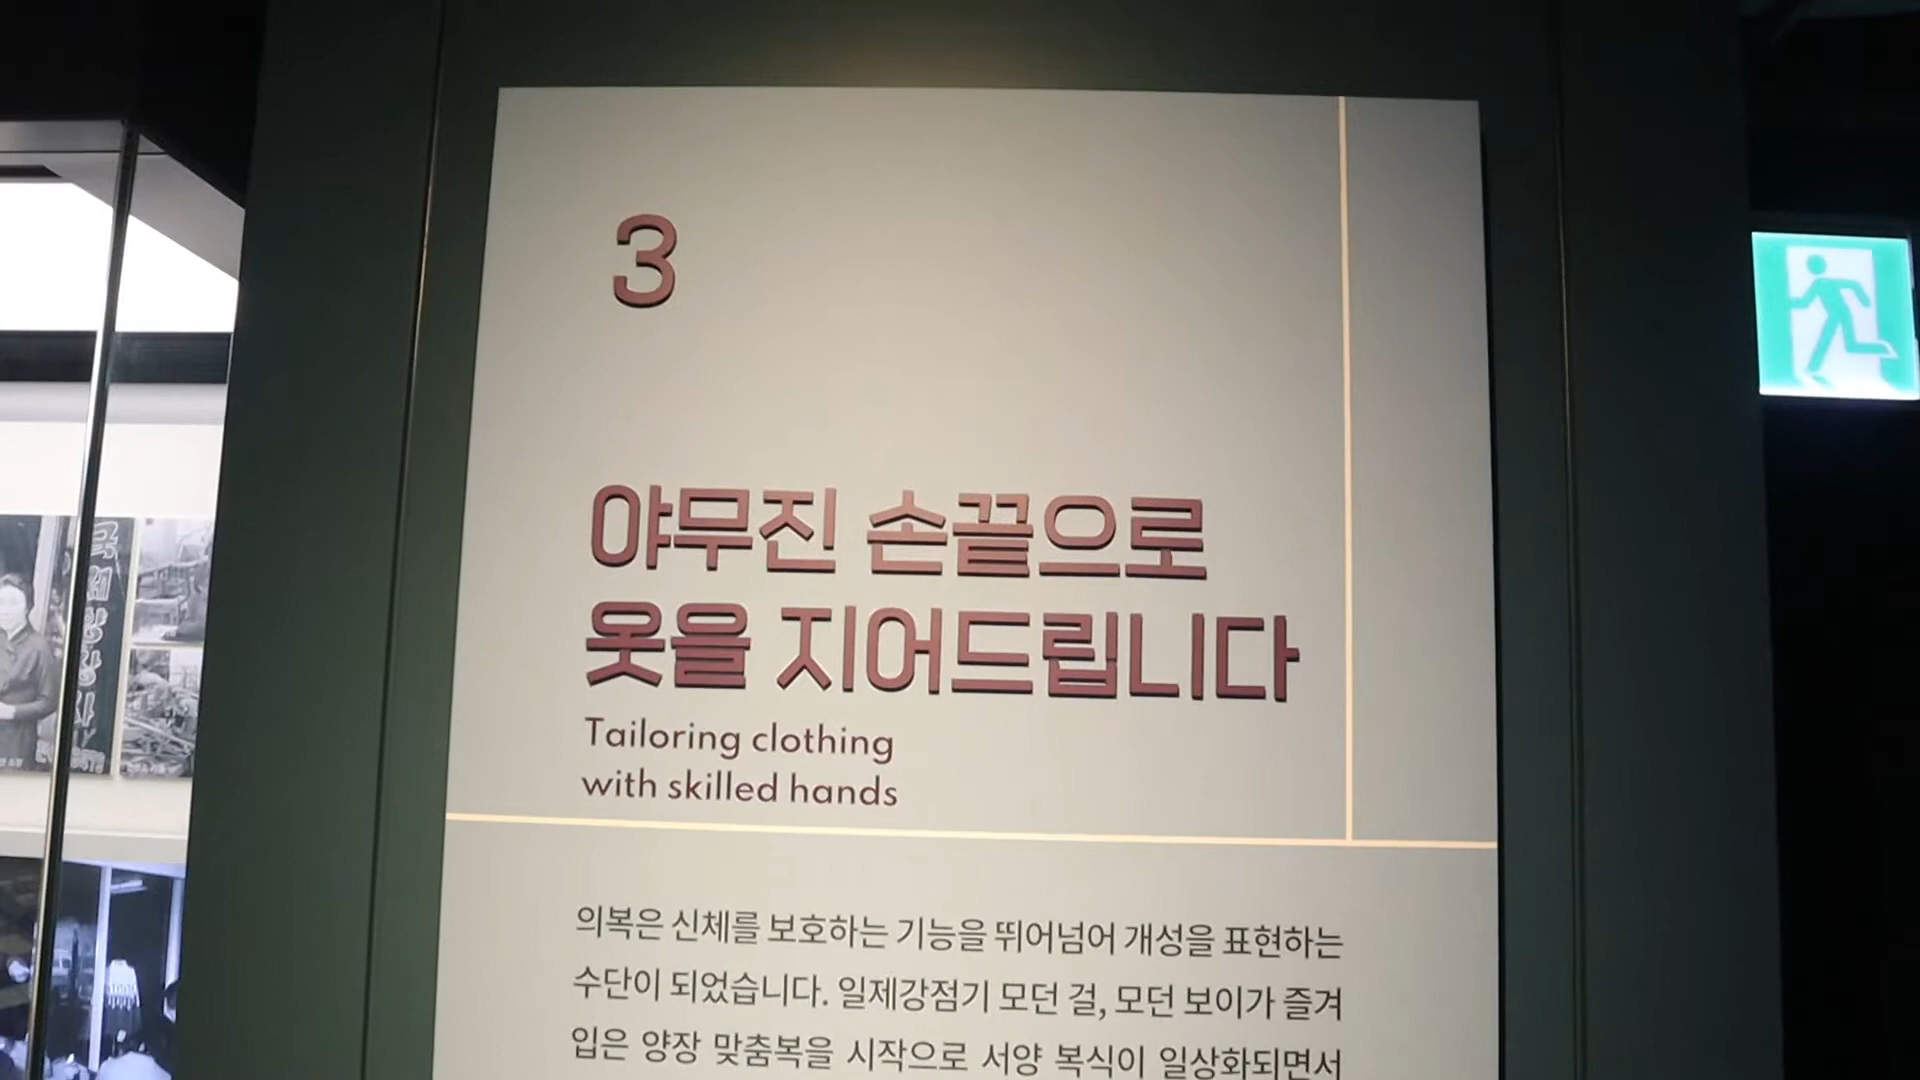 3
야무진 손끝으로
옷을 지어드립니다
Tailoring clothing
with skilled hands
의복은 신체를 보호하는 기능을 뛰어넘어 개성을 표현하는
수단이 되었습니다. 일제강점기 모던 걸, 모던 보이가 즐겨
입은 양장 맞춤복을 시작으로 서양 복식이 일상화되면서